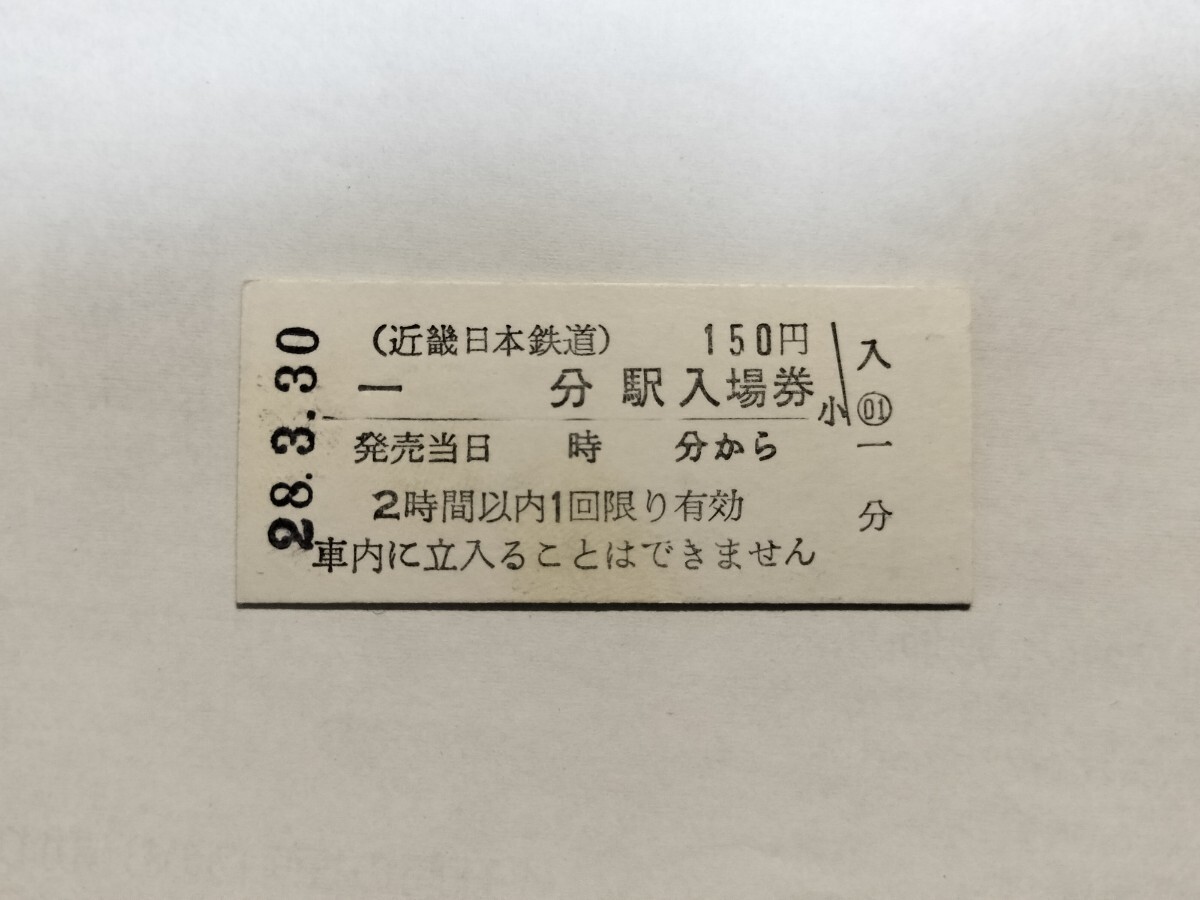 28.3.30
(近畿日本鉄道) 150円
一 分 駅 入場券
発売当日 時 分から
2時間以内1回限り有効
車内に立入ることはできません
小
入
01
一
分